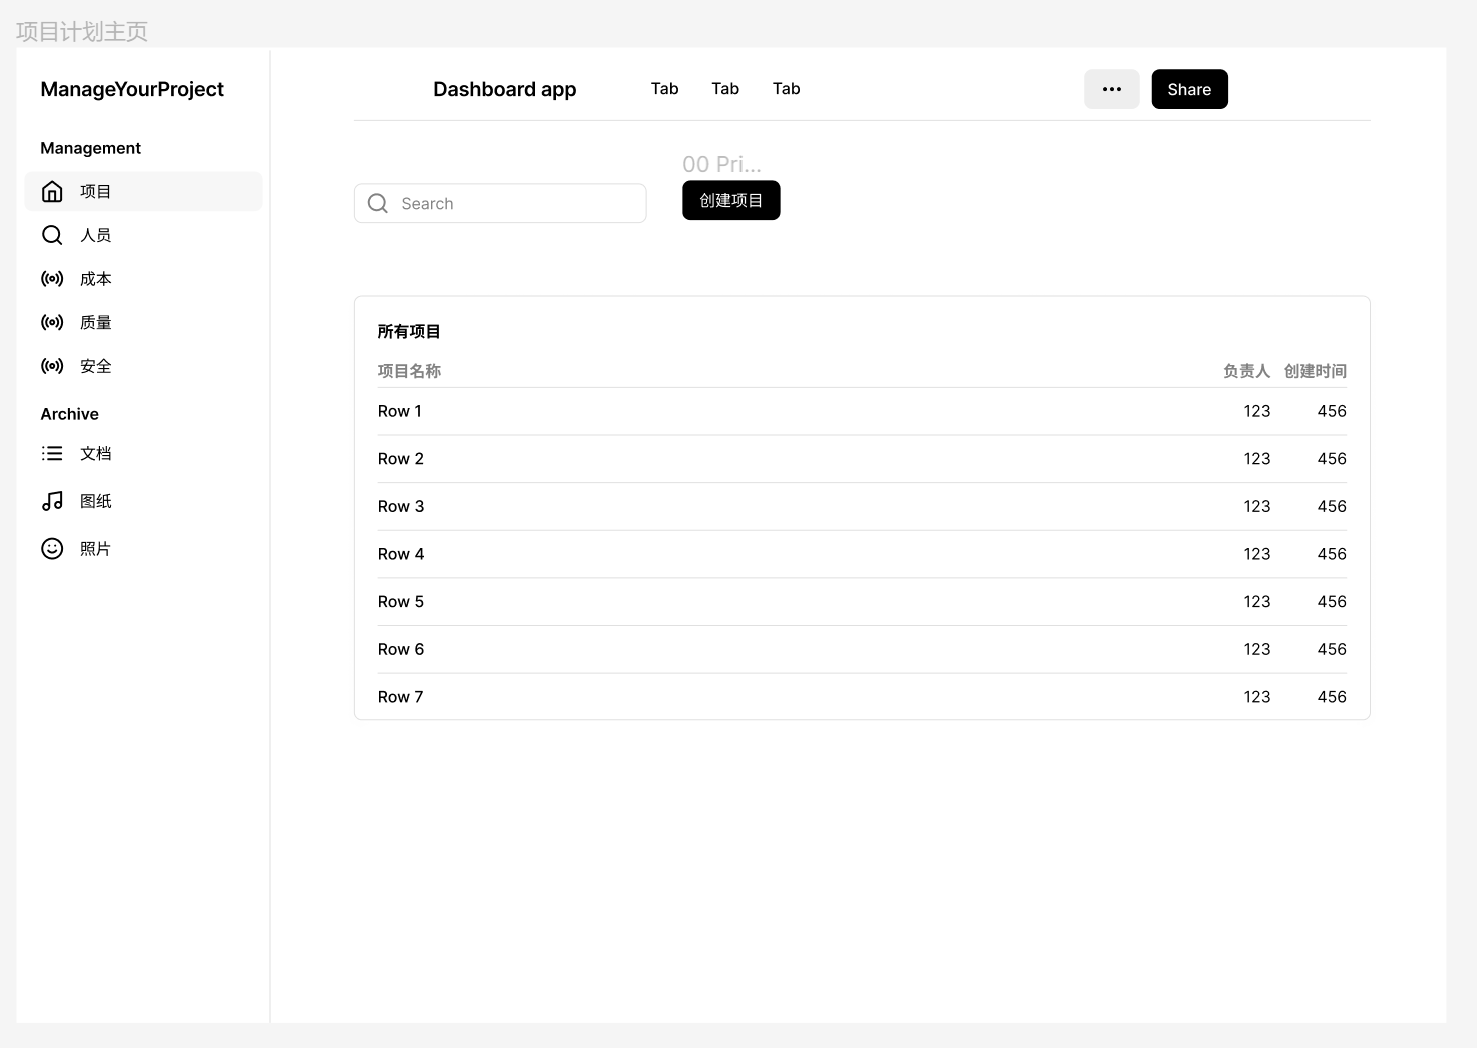 项目计划主页
ManageYourProject
Management
项目
人员
成本
质量
安全
Archive
文档
图纸
照片
Dashboard app Tab Tab Tab ••• Share
00 Pri...
Search 创建项目
所有项目
项目名称 负责人 创建时间
Row 1 123 456
Row 2 123 456
Row 3 123 456
Row 4 123 456
Row 5 123 456
Row 6 123 456
Row 7 123 456